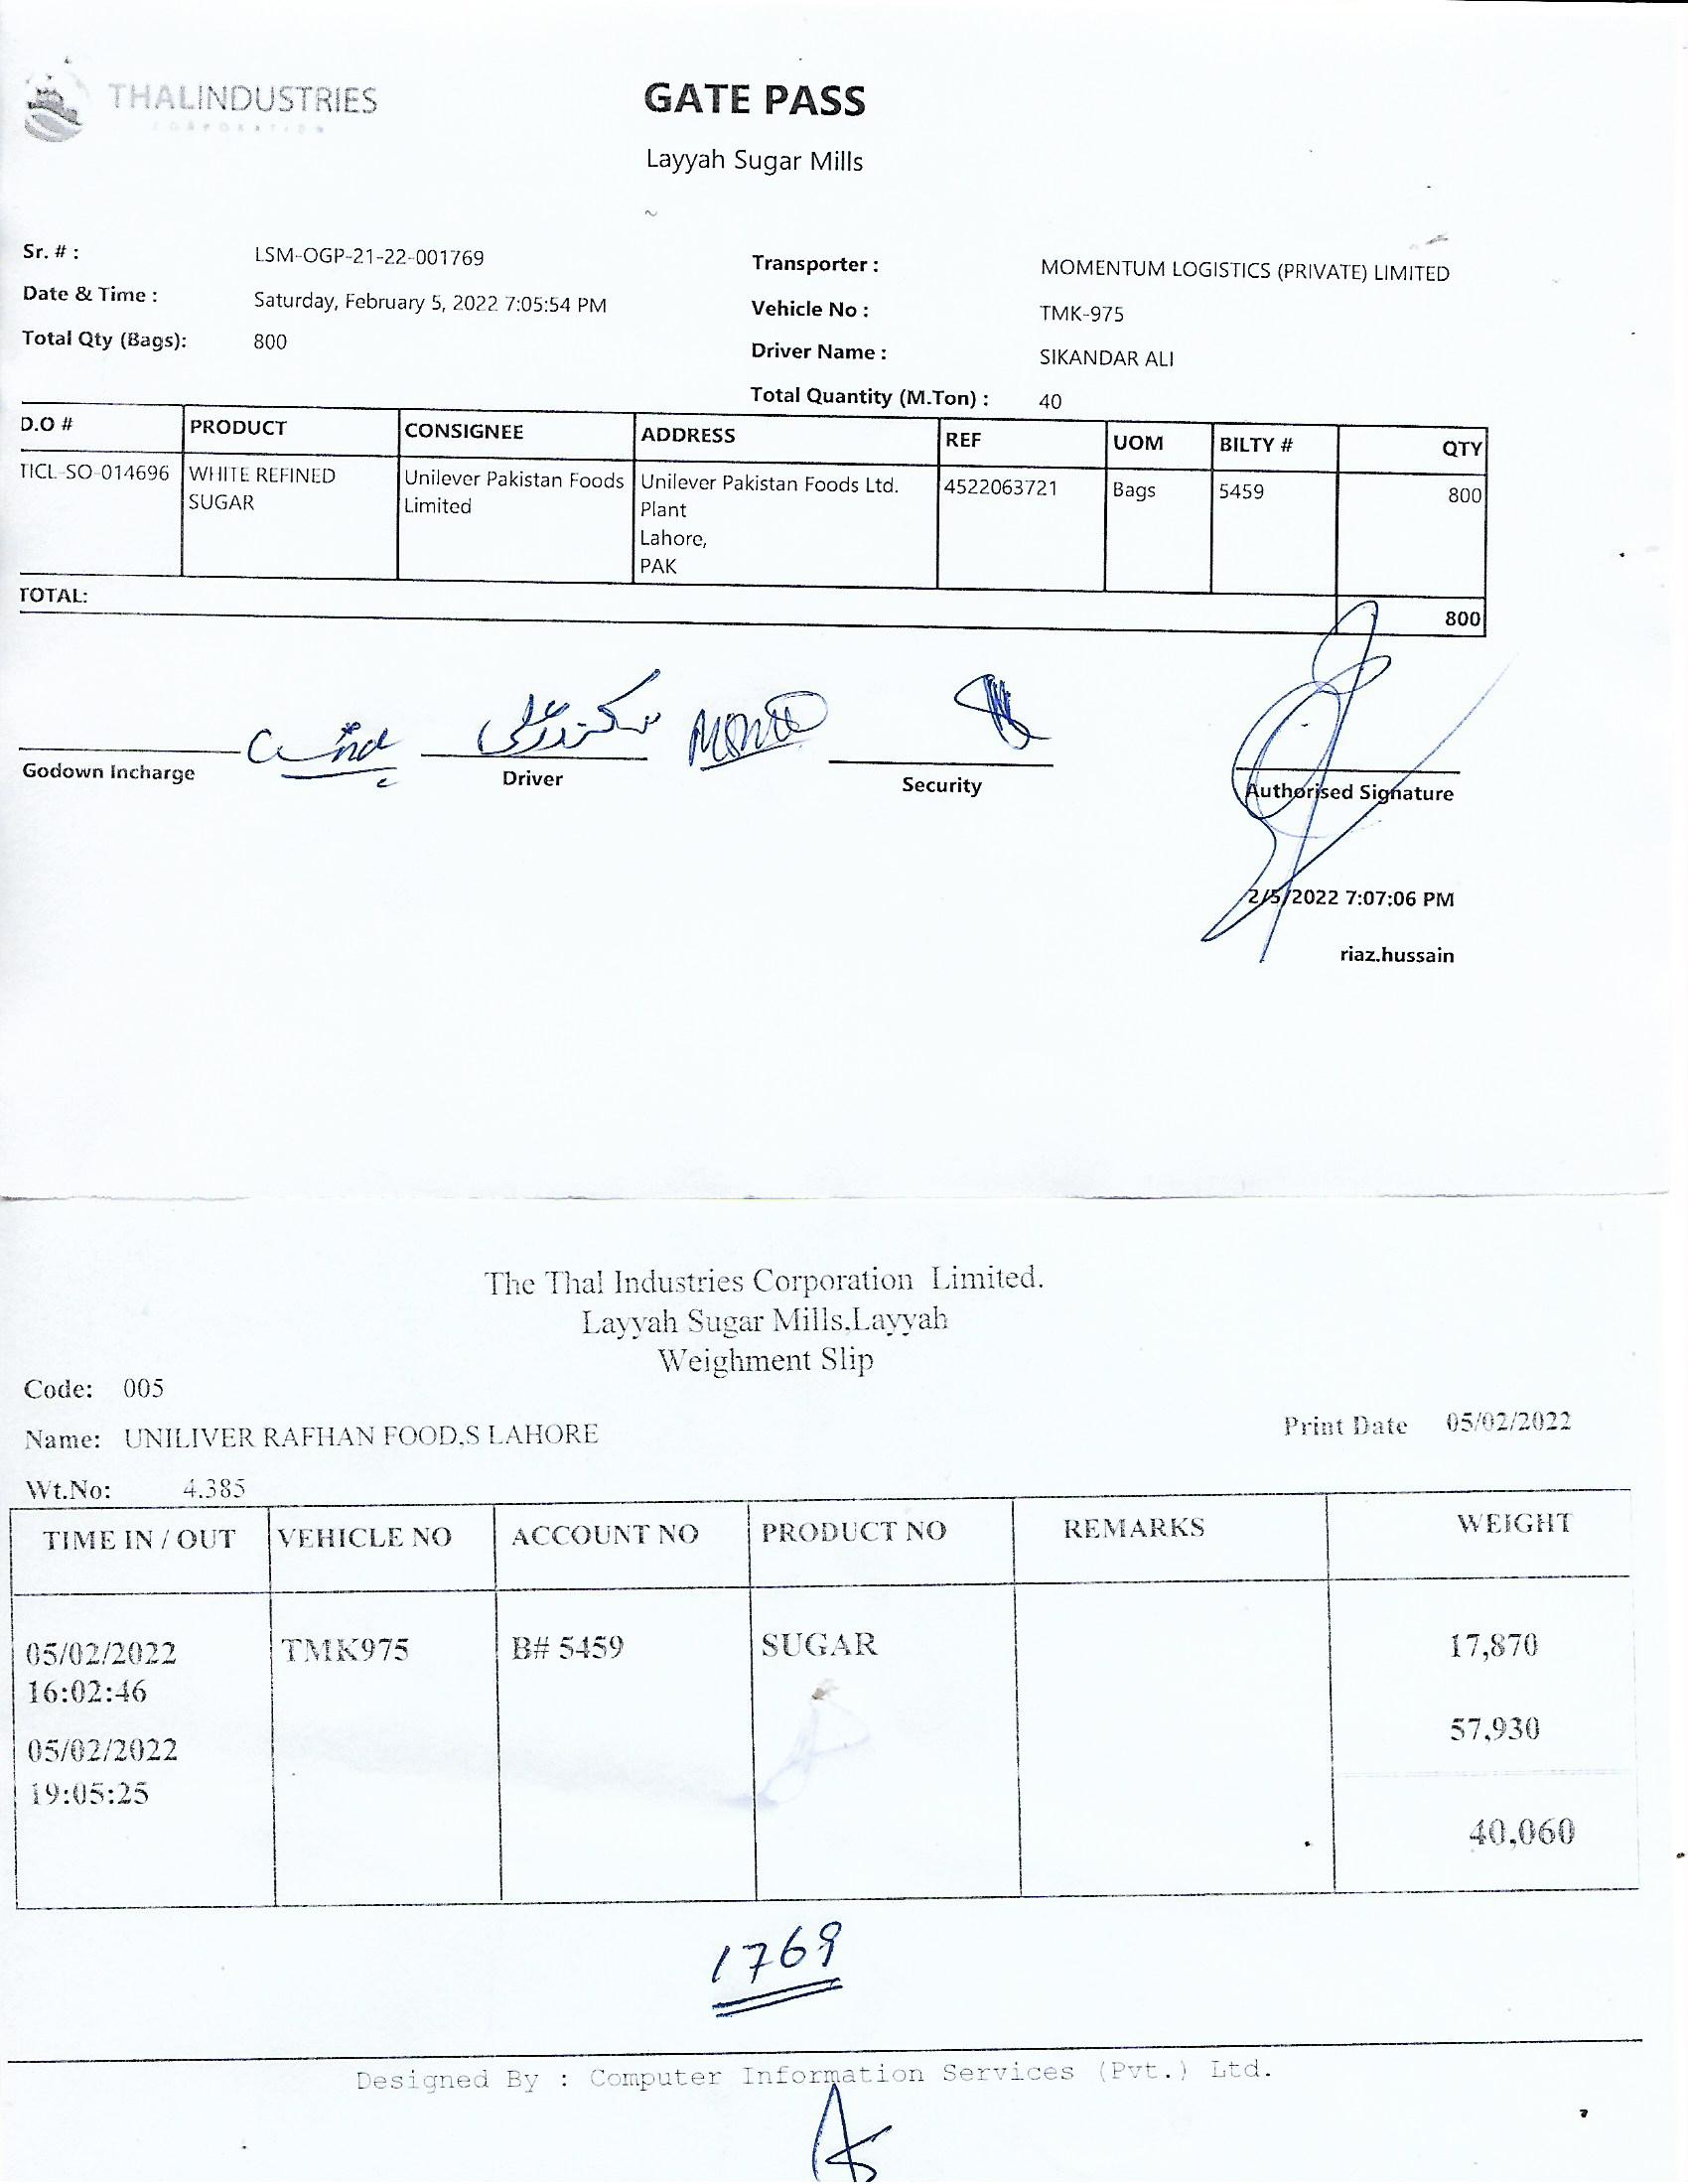 THALINDUSTRIES
CORPORATION
GATE PASS
Layyah Sugar Mills
Sr. # : LSM-OGP-21-22-001769
Date & Time : Saturday, February 5, 2022 7:05:54 PM
Total Qty (Bags): 800
Transporter : MOMENTUM LOGISTICS (PRIVATE) LIMITED
Vehicle No : TMK-975
Driver Name : SIKANDAR ALI
Total Quantity (M.Ton) : 40
D.O # PRODUCT CONSIGNEE ADDRESS REF UOM BILTY # QTY
TICL-SO-014696 WHITE REFINED Unilever Pakistan Foods Unilever Pakistan Foods Ltd. 4522063721 Bags 5459 800
SUGAR Limited Plant
Lahore,
PAK
TOTAL: 800
سکندر علی
Godown Incharge Driver Security Authorised Signature
2/5/2022 7:07:06 PM
riaz.hussain
The Thal Industries Corporation Limited.
Layyah Sugar Mills,Layyah
Weighment Slip
Code: 005
Name: UNILIVER RAFHAN FOOD,S LAHORE Print Date 05/02/2022
Wt.No: 4.385
TIME IN / OUT VEHICLE NO ACCOUNT NO PRODUCT NO REMARKS WEIGHT
05/02/2022 TMK975 B# 5459 SUGAR 17,870
16:02:46
05/02/2022 57,930
19:05:25
40,060
1769
Designed By : Computer Information Services (Pvt.) Ltd.